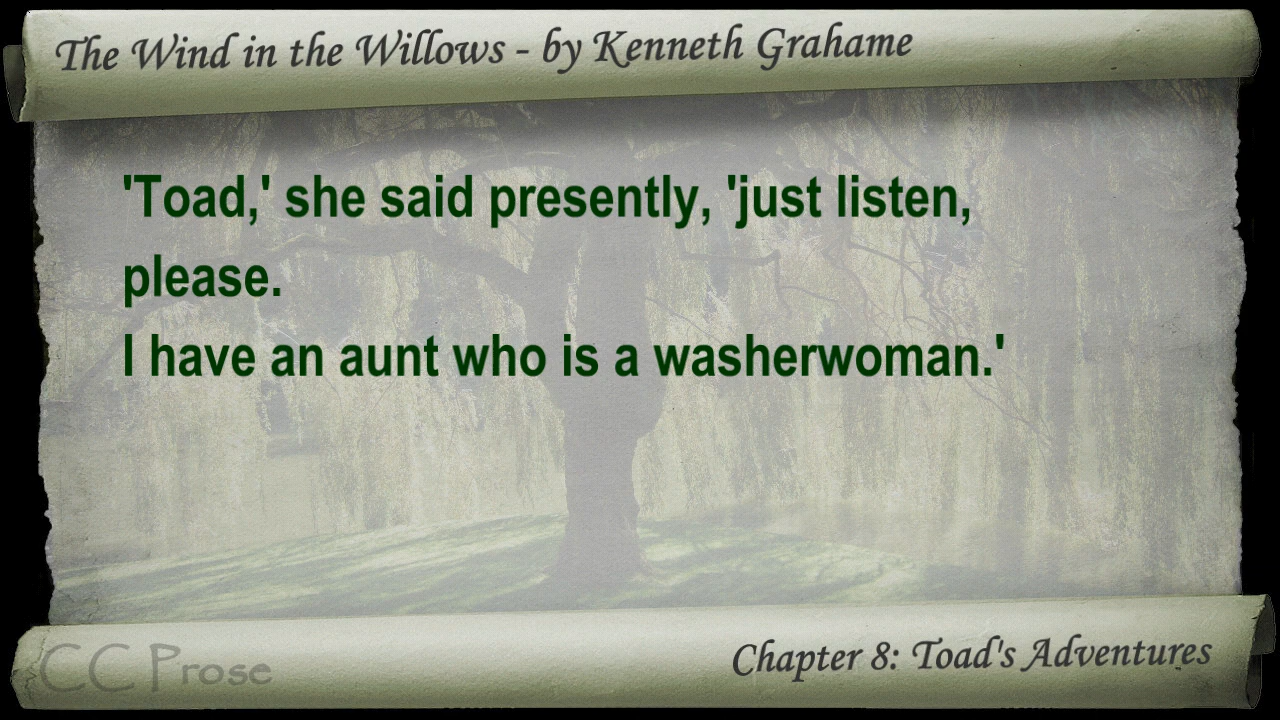 The Wind in the Willows - by Kenneth Grahame
'Toad,' she said presently, 'just listen,
please.
I have an aunt who is a washerwoman.'
CC Prose
Chapter 8: Toad's Adventures